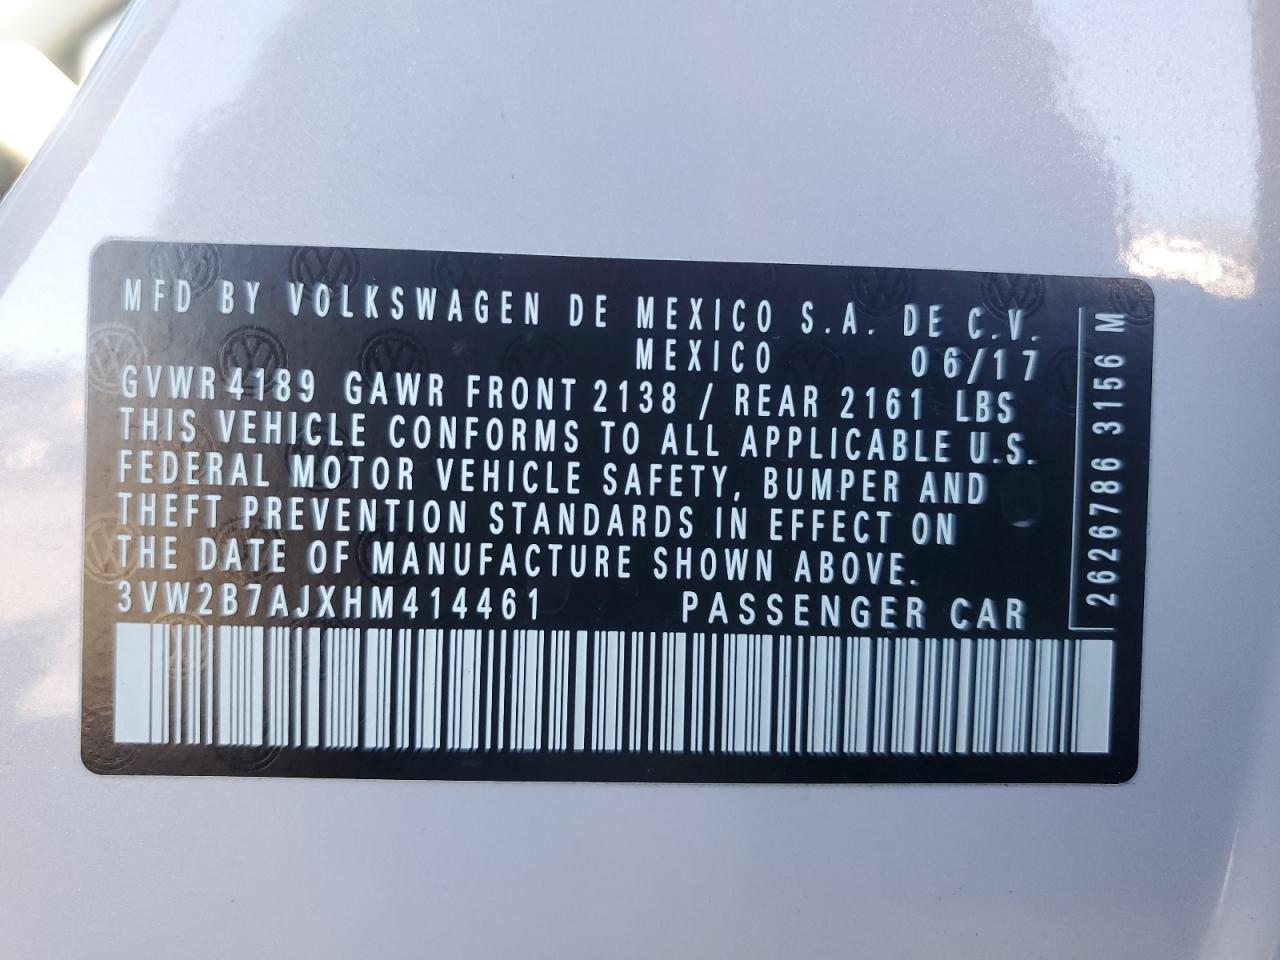 MFD BY VOLKSWAGEN DE MEXICO S.A. DE C.V.
MEXICO 06/17
GVWR 4189 GAWR FRONT 2138 / REAR 2161 LBS
THIS VEHICLE CONFORMS TO ALL APPLICABLE U.S.
FEDERAL MOTOR VEHICLE SAFETY, BUMPER AND
THEFT PREVENTION STANDARDS IN EFFECT ON
THE DATE OF MANUFACTURE SHOWN ABOVE.
3VW2B7AJXHM414461 PASSENGER CAR
2626786 3156 M